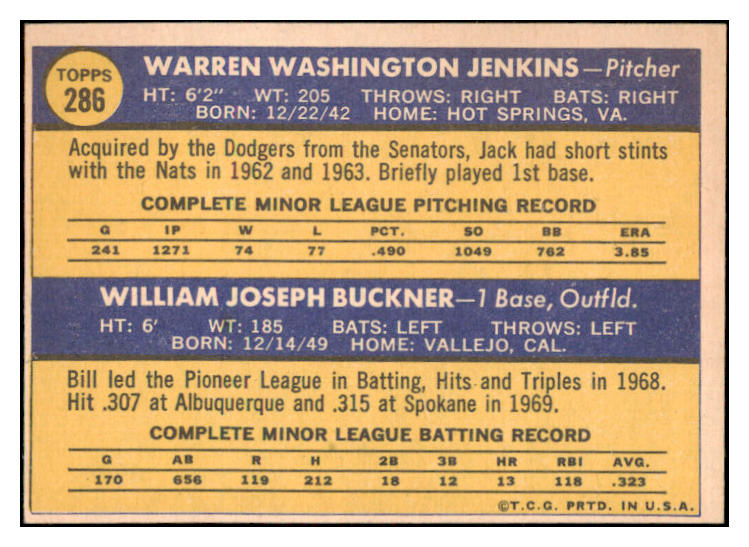 TOPPS
286
WARREN WASHINGTON JENKINS—Pitcher
HT: 6'2" WT: 205 THROWS: RIGHT BATS: RIGHT
BORN: 12/22/42 HOME: HOT SPRINGS, VA.
Acquired by the Dodgers from the Senators, Jack had short stints
with the Nats in 1962 and 1963. Briefly played 1st base.
COMPLETE MINOR LEAGUE PITCHING RECORD
G IP W L PCT. SO BB ERA
241 1271 74 77 .490 1049 762 3.85
WILLIAM JOSEPH BUCKNER—1 Base, Outfld.
HT: 6' WT: 185 BATS: LEFT THROWS: LEFT
BORN: 12/14/49 HOME: VALLEJO, CAL.
Bill led the Pioneer League in Batting, Hits and Triples in 1968.
Hit .307 at Albuquerque and .315 at Spokane in 1969.
COMPLETE MINOR LEAGUE BATTING RECORD
G AB R H 2B 3B HR RBI AVG.
170 656 119 212 18 12 13 118 .323
©T.C.G. PRTD. IN U.S.A.